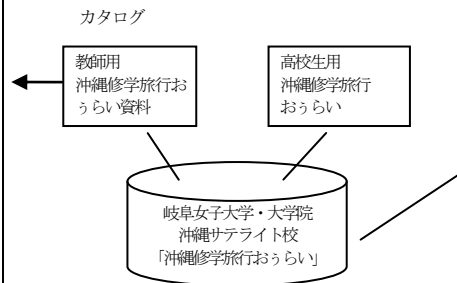 カタログ
教師用
沖縄修学旅行お
ぅらい資料
高校生用
沖縄修学旅行
おぅらい
岐阜女子大学・大学院
沖縄サテライト校
「沖縄修学旅行おぅらい」